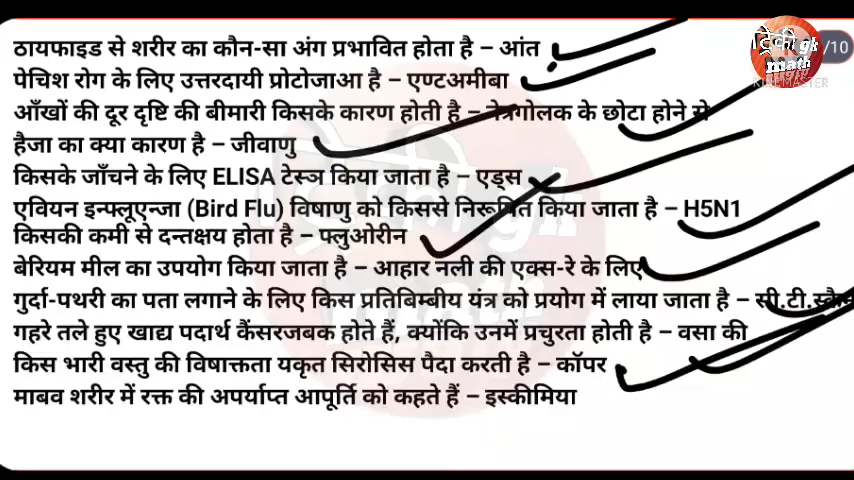 ट्रिकी gk
math
/10
KINEMASTER
ठायफाइड से शरीर का कौन-सा अंग प्रभावित होता है – आंत
पेचिश रोग के लिए उत्तरदायी प्रोटोजाआ है – एण्टअमीबा
आँखों की दूर दृष्टि की बीमारी किसके कारण होती है – नेत्रगोलक के छोटा होने से
हैजा का क्या कारण है – जीवाणु
किसके जाँचने के लिए ELISA टेस्ञ किया जाता है – एड्स
एवियन इन्फ्लूएन्जा (Bird Flu) विषाणु को किससे निरूपित किया जाता है – H5N1
किसकी कमी से दन्तक्षय होता है – फ्लुओरीन
बेरियम मील का उपयोग किया जाता है – आहार नली की एक्स-रे के लिए
गुर्दा-पथरी का पता लगाने के लिए किस प्रतिबिम्बीय यंत्र को प्रयोग में लाया जाता है – सी.टी.स्कैन
गहरे तले हुए खाद्य पदार्थ कैंसरजबक होते हैं, क्योंकि उनमें प्रचुरता होती है – वसा की
किस भारी वस्तु की विषाक्तता यकृत सिरोसिस पैदा करती है – कॉपर
माबव शरीर में रक्त की अपर्याप्त आपूर्ति को कहते हैं – इस्कीमिया